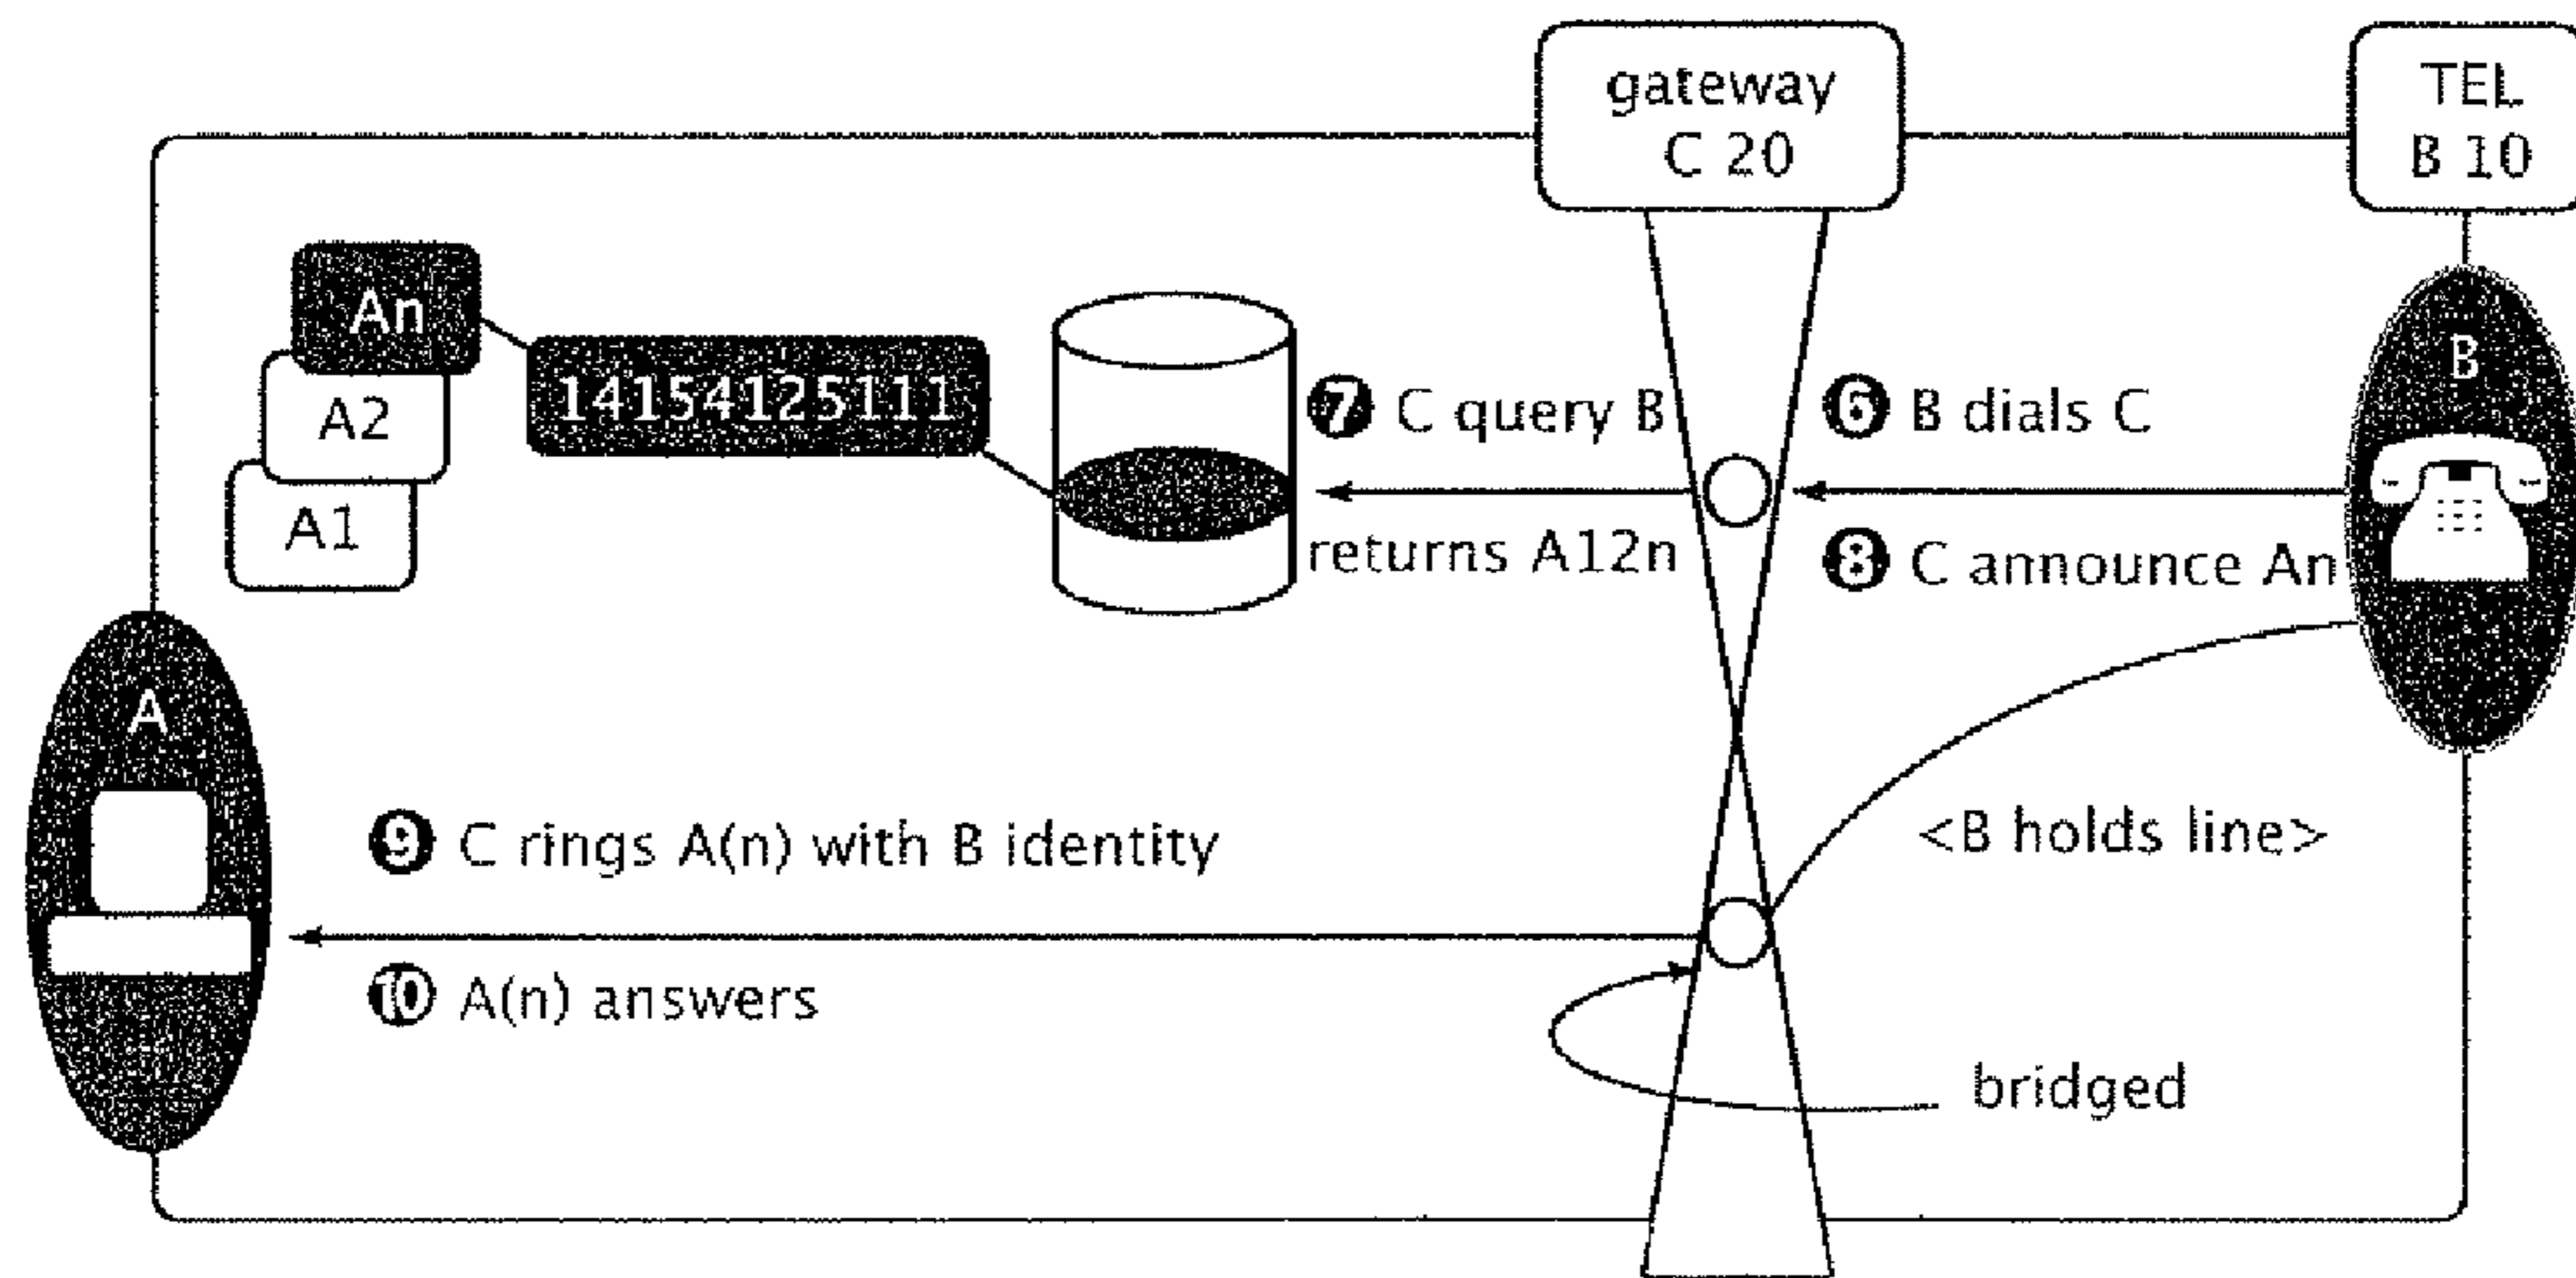 gateway
C 20
TEL
B 10
An
A2
A1
14154125111
❼ C query B
returns A12n
❻ B dials C
❽ C announce An
B
A
❾ C rings A(n) with B identity
❿ A(n) answers
<B holds line>
bridged